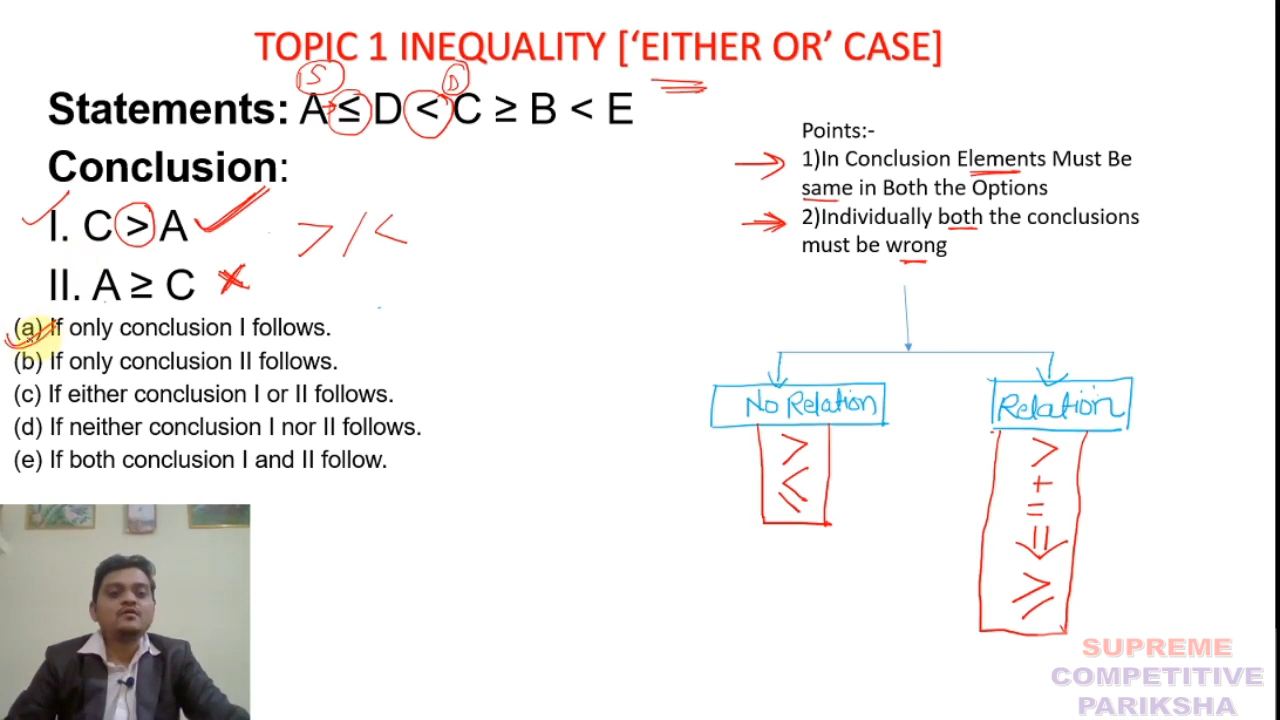 TOPIC 1 INEQUALITY [‘EITHER OR’ CASE]
S D
Statements: A ≤ D < C ≥ B < E
Conclusion:
I. C > A
> / <
II. A ≥ C
(a) If only conclusion I follows.
(b) If only conclusion II follows.
(c) If either conclusion I or II follows.
(d) If neither conclusion I nor II follows.
(e) If both conclusion I and II follow.
Points:-
1)In Conclusion Elements Must Be
same in Both the Options
2)Individually both the conclusions
must be wrong
No Relation
>
<
≤
Relation
>
+
=
≥
SUPREME
COMPETITIVE
PARIKSHA